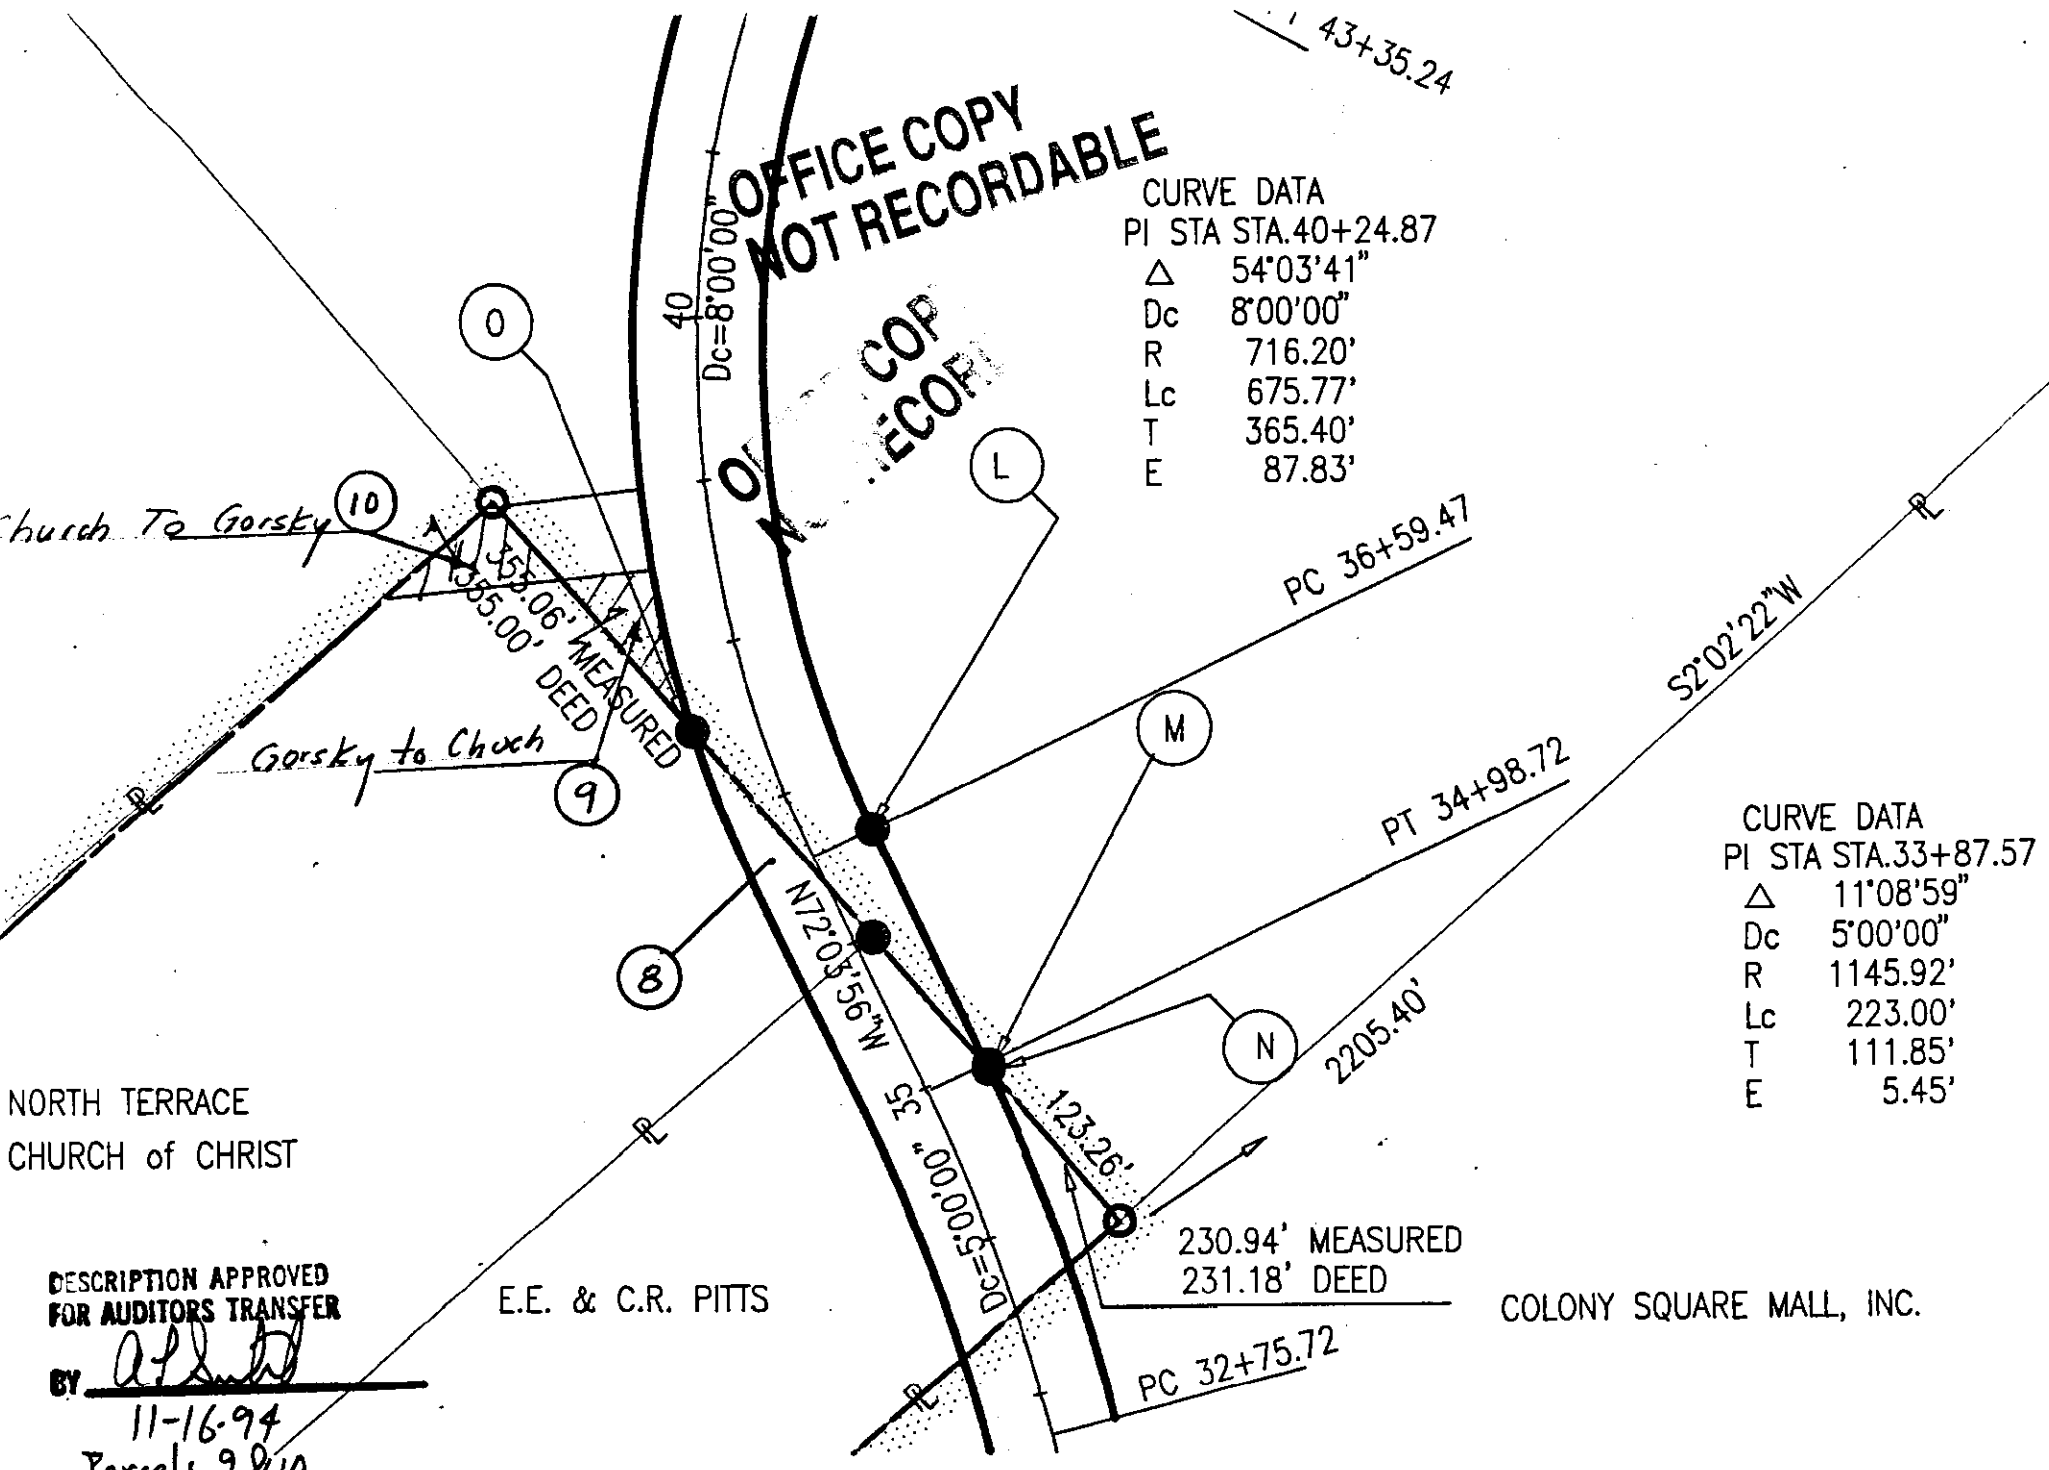 43+35.24
OFFICE COPY
NOT RECORDABLE
CURVE DATA
PI STA STA.40+24.87
Δ 54°03'41"
Dc 8°00'00"
R 716.20'
Lc 675.77'
T 365.40'
E 87.83'
40
Dc=8°00'00"
COP
O
L
10
Church To Gorsky
355.06' MEASURED
355.00' DEED
PC 36+59.47
S2°02'22"W
M
Gorsky to Chuch
9
PT 34+98.72
CURVE DATA
PI STA STA.33+87.57
Δ 11°08'59"
Dc 5°00'00"
R 1145.92'
Lc 223.00'
T 111.85'
E 5.45'
8
N72°03'56"W
N
2205.40'
35
123.26'
Dc=5°00'00"
NORTH TERRACE
CHURCH of CHRIST
230.94' MEASURED
231.18' DEED
COLONY SQUARE MALL, INC.
E.E. & C.R. PITTS
PC 32+75.72
DESCRIPTION APPROVED
FOR AUDITORS TRANSFER
BY
11-16-94
Parcels 9 &10